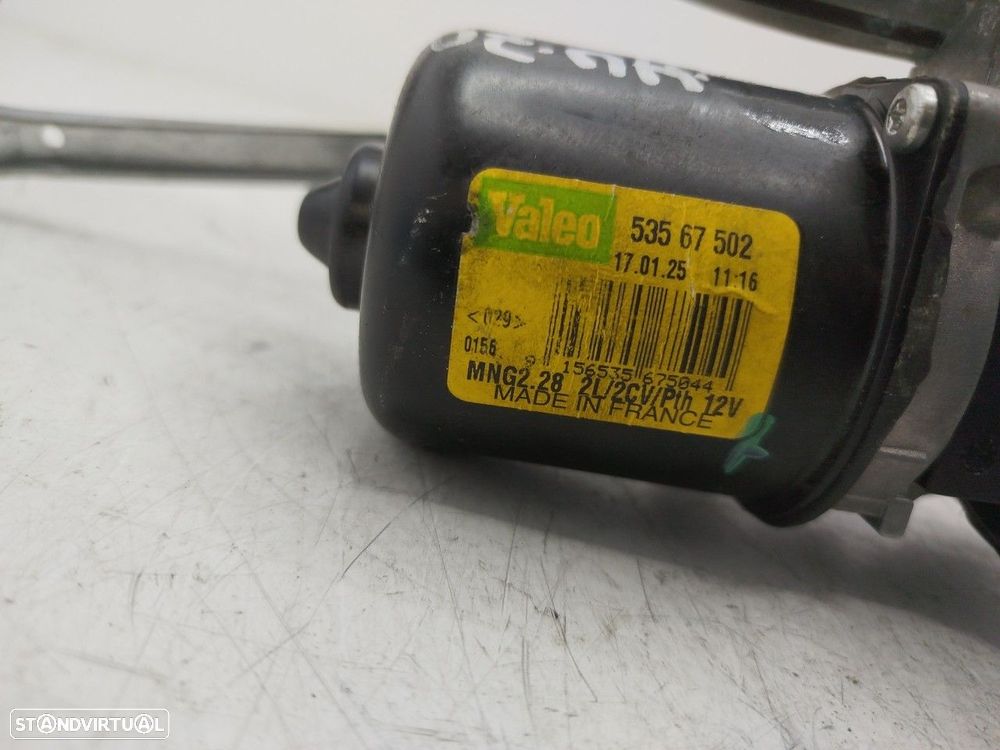 Valeo 535 67 502
17.01.25 11:16
<029>
0156
9 156535 675044
MNG2.28 2L/2CV/Pth 12V
MADE IN FRANCE
STANDVIRTUAL